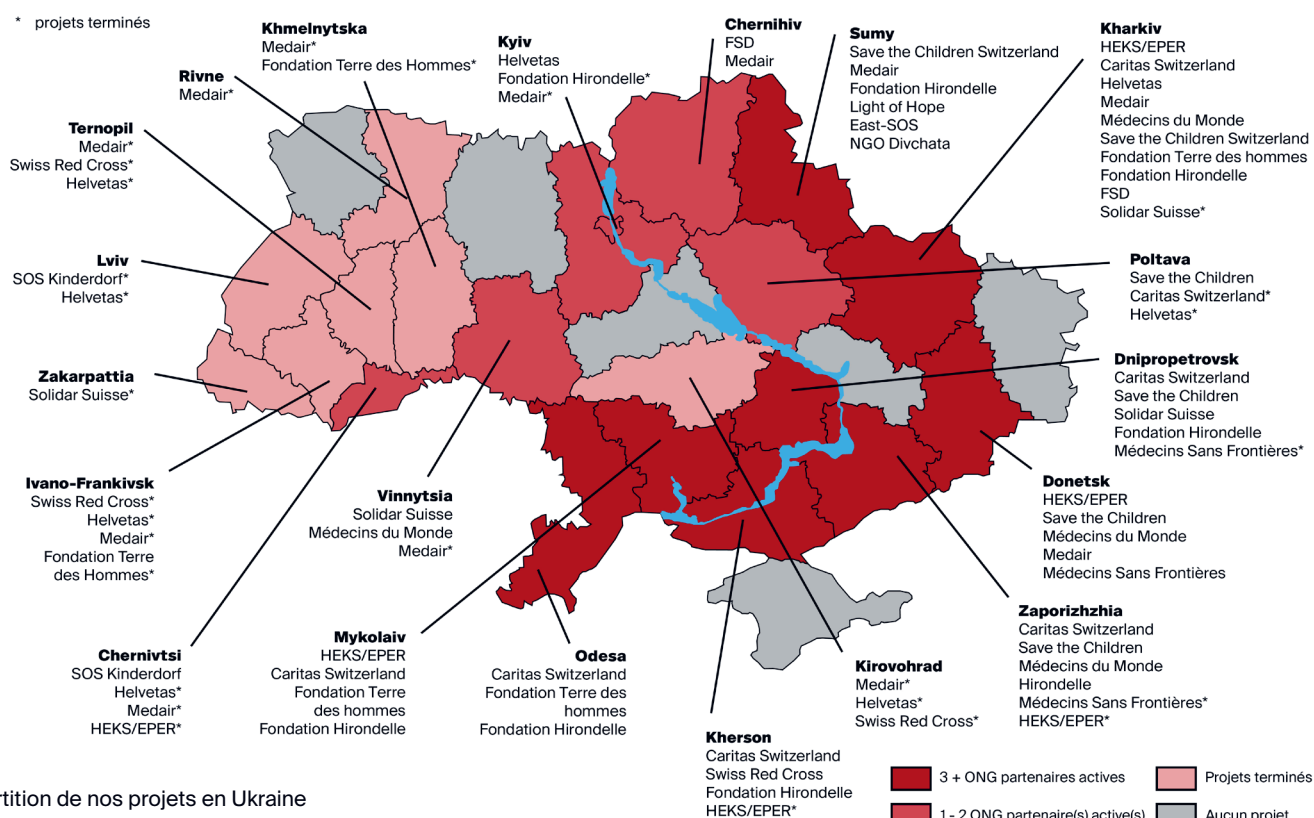 * projets terminés
Khmelnytska
Medair*
Fondation Terre des Hommes*
Rivne
Medair*
Kyiv
Helvetas
Fondation Hirondelle*
Medair*
Chernihiv
FSD
Medair
Sumy
Save the Children Switzerland
Medair
Fondation Hirondelle
Light of Hope
East-SOS
NGO Divchata
Kharkiv
HEKS/EPER
Caritas Switzerland
Helvetas
Medair
Médecins du Monde
Save the Children Switzerland
Fondation Terre des hommes
Fondation Hirondelle
FSD
Solidar Suisse*
Ternopil
Medair*
Swiss Red Cross*
Helvetas*
Lviv
SOS Kinderdorf*
Helvetas*
Poltava
Save the Children
Caritas Switzerland*
Helvetas*
Zakarpattia
Solidar Suisse*
Dnipropetrovsk
Caritas Switzerland
Save the Children
Solidar Suisse
Fondation Hirondelle
Médecins Sans Frontières*
Ivano-Frankivsk
Swiss Red Cross*
Helvetas*
Medair*
Fondation Terre
des Hommes*
Vinnytsia
Solidar Suisse
Médecins du Monde
Medair*
Donetsk
HEKS/EPER
Save the Children
Médecins du Monde
Medair
Médecins Sans Frontières
Chernivtsi
SOS Kinderdorf
Helvetas*
Medair*
HEKS/EPER*
Mykolaiv
HEKS/EPER
Caritas Switzerland
Fondation Terre
des hommes
Fondation Hirondelle
Odesa
Caritas Switzerland
Fondation Terre des
hommes
Fondation Hirondelle
Kirovohrad
Medair*
Helvetas*
Swiss Red Cross*
Zaporizhzhia
Caritas Switzerland
Save the Children
Médecins du Monde
Hirondelle
Médecins Sans Frontières*
HEKS/EPER*
Kherson
Caritas Switzerland
Swiss Red Cross
Fondation Hirondelle
HEKS/EPER*
3 + ONG partenaires actives
Projets terminés
1 - 2 ONG partenaire(s) active(s)
Aucun projet
rtition de nos projets en Ukraine